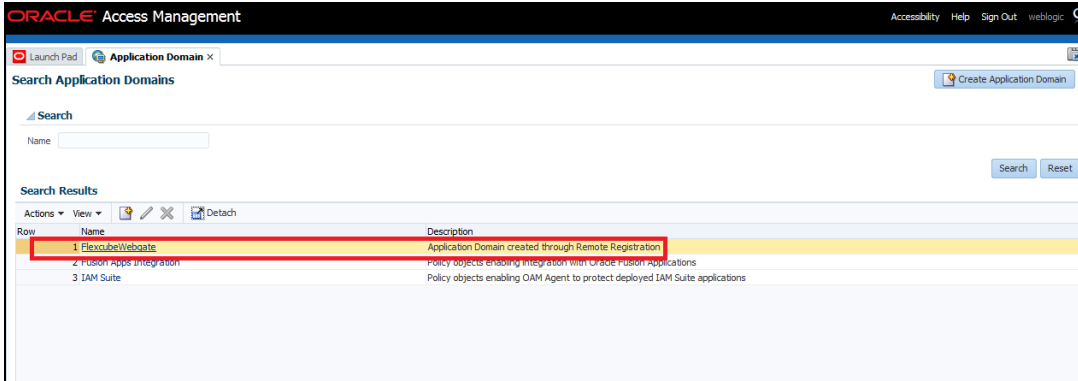 ORACLE Access Management Accessibility Help Sign Out weblogic
Launch Pad Application Domain ×
Search Application Domains Create Application Domain
Search
Name
Search Reset
Search Results
Actions View Detach
Row Name Description
1 FlexcubeWebgate Application Domain created through Remote Registration
2 Fusion Apps Integration Policy objects enabling integration with Oracle Fusion Applications
3 IAM Suite Policy objects enabling OAM Agent to protect deployed IAM Suite applications